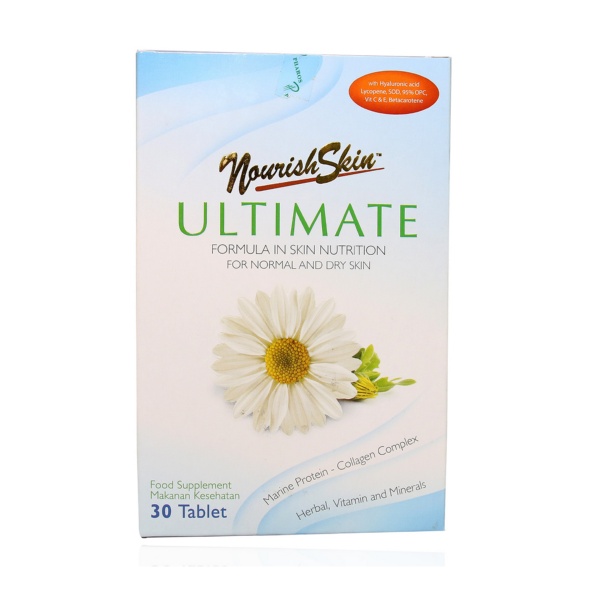 PHAROS
with Hyaluronic acid
Lycopene, SOD, 95% OPC,
Vit C & E, Betacarotene
NourishSkin™
ULTIMATE
FORMULA IN SKIN NUTRITION
FOR NORMAL AND DRY SKIN
Marine Protein - Collagen Complex
Herbal, Vitamin and Minerals
Food Supplement
Makanan Kesehatan
30 Tablet